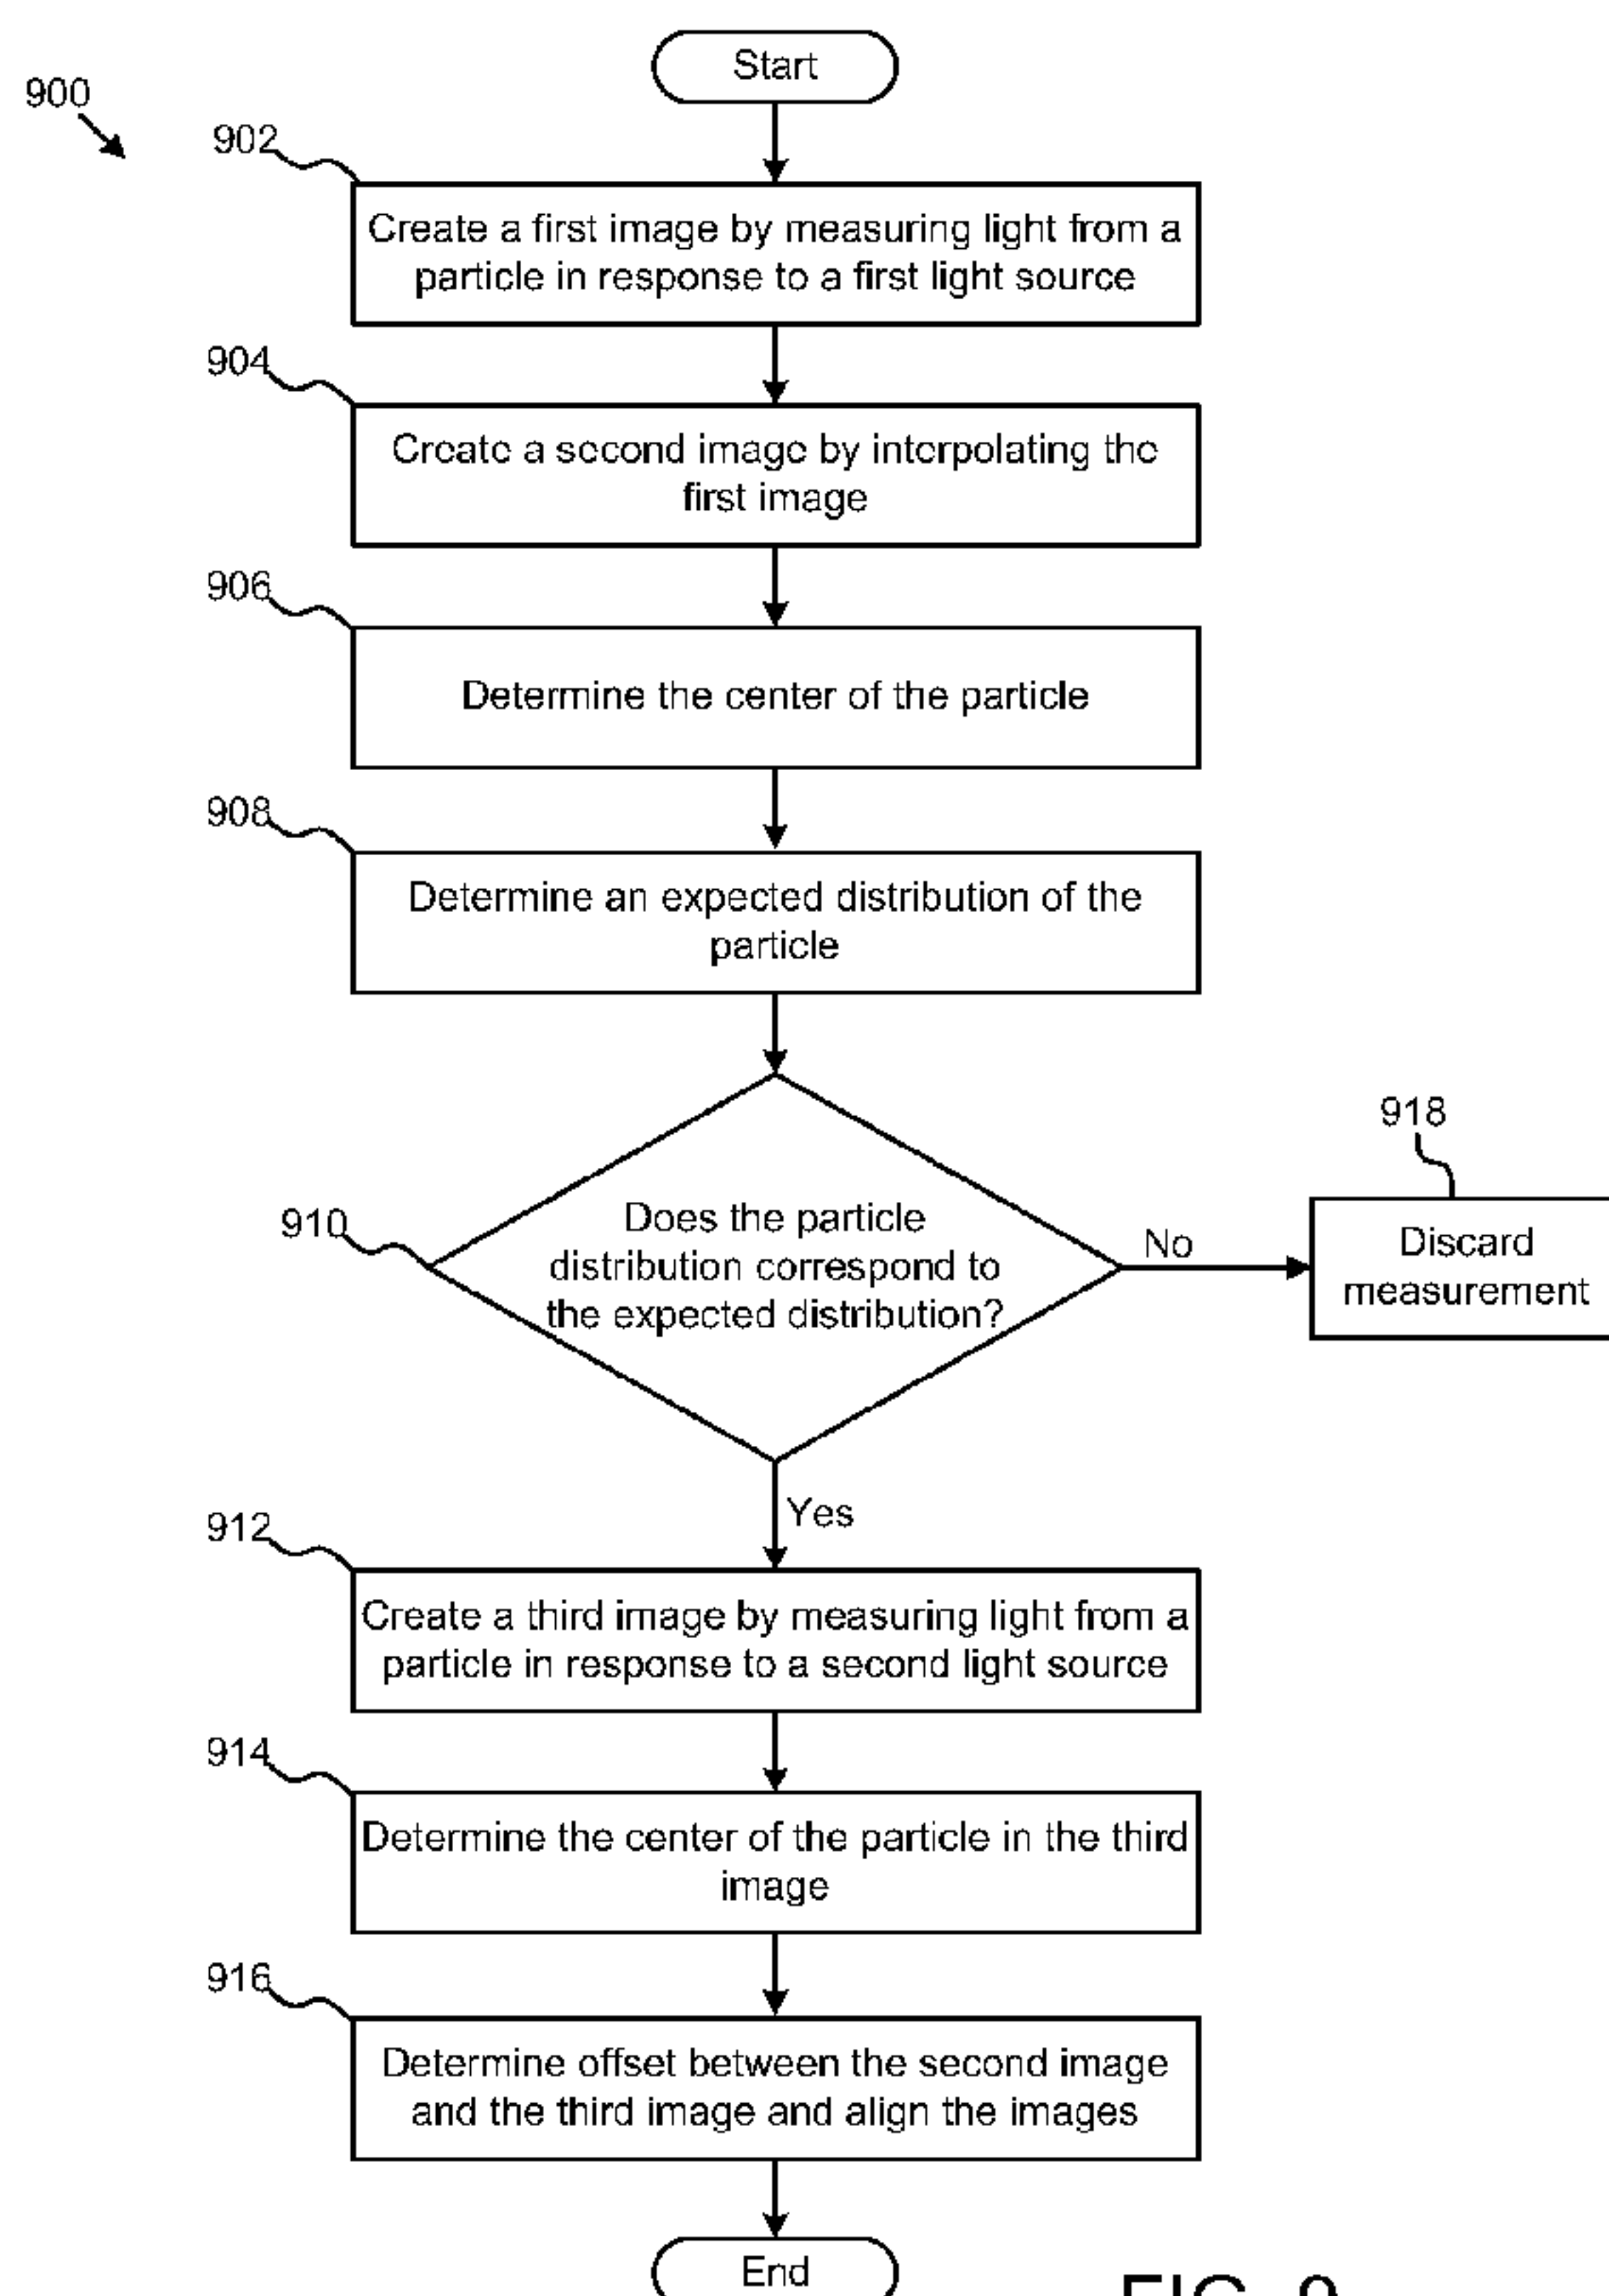 Start
900
902
Create a first image by measuring light from a
particle in response to a first light source
904
Create a second image by interpolating the
first image
906
Determine the center of the particle
908
Determine an expected distribution of the
particle
918
910
Does the particle
distribution correspond to
the expected distribution?
No
Discard
measurement
Yes
912
Create a third image by measuring light from a
particle in response to a second light source
914
Determine the center of the particle in the third
image
916
Determine offset between the second image
and the third image and align the images
End
FIG. 9